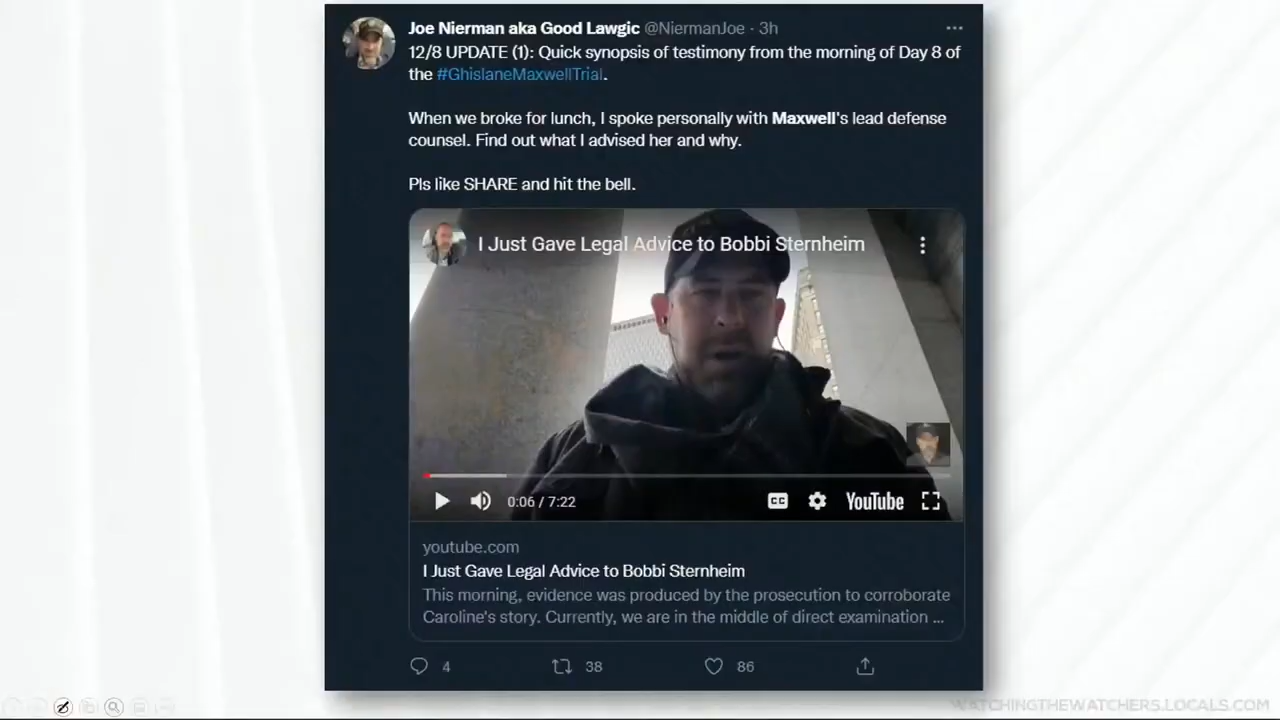 Joe Nierman aka Good Lawgic @NiermanJoe · 3h
12/8 UPDATE (1): Quick synopsis of testimony from the morning of Day 8 of
the #GhislaneMaxwellTrial.
When we broke for lunch, I spoke personally with Maxwell's lead defense
counsel. Find out what I advised her and why.
Pls like SHARE and hit the bell.
I Just Gave Legal Advice to Bobbi Sternheim
0:06 / 7:22
CC
YouTube
youtube.com
I Just Gave Legal Advice to Bobbi Sternheim
This morning, evidence was produced by the prosecution to corroborate
Caroline's story. Currently, we are in the middle of direct examination ...
4 38 86
WATCHINGTHEWATCHERS.LOCALS.COM